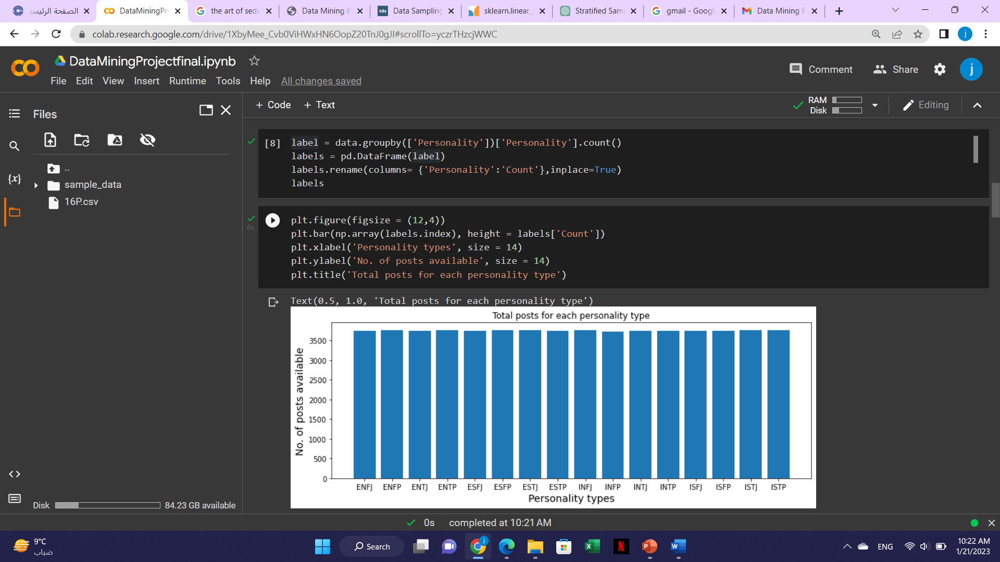 الصفحة الرئيسية
DataMiningPro
the art of sedu
Data Mining P
Data Sampling
sklearn.linear_
Stratified Sam
gmail - Googl
Data Mining P
colab.research.google.com/drive/1XbyMee_Cvb0ViHWxHN6OopZ20TnJ0gJI#scrollTo=yczrTHzcjWWC
j
DataMiningProjectfinal.ipynb
Comment
Share
j
File Edit View Insert Runtime Tools Help All changes saved
Files
+ Code + Text
RAM
Disk
Editing
..
sample_data
16P.csv
{x}
[8]
label = data.groupby(['Personality'])['Personality'].count()
labels = pd.DataFrame(label)
labels.rename(columns= {'Personality':'Count'},inplace=True)
labels
0s
plt.figure(figsize = (12,4))
plt.bar(np.array(labels.index), height = labels['Count'])
plt.xlabel('Personality types', size = 14)
plt.ylabel('No. of posts available', size = 14)
plt.title('Total posts for each personality type')
Text(0.5, 1.0, 'Total posts for each personality type')
Total posts for each personality type
No. of posts available
3500
3000
2500
2000
1500
1000
500
0
ENFJ ENFP ENTJ ENTP ESFJ ESFP ESTJ ESTP INFJ INFP INTJ INTP ISFJ ISFP ISTJ ISTP
Personality types
Disk 84.23 GB available
0s completed at 10:21 AM
9°C
ضباب
Search
ENG
10:22 AM
1/21/2023